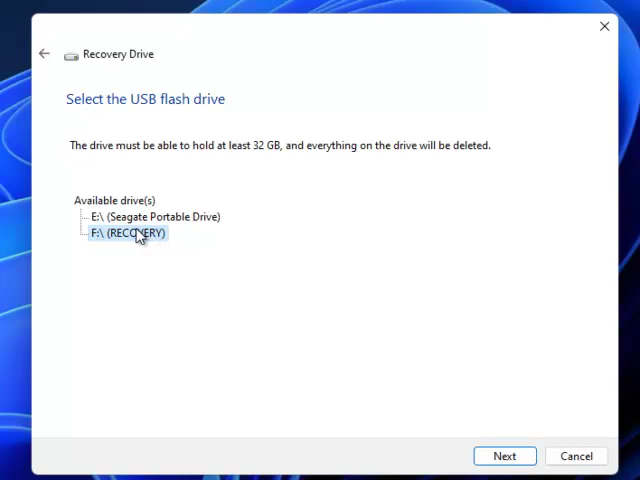 Recovery Drive
Select the USB flash drive
The drive must be able to hold at least 32 GB, and everything on the drive will be deleted.
Available drive(s)
E:\ (Seagate Portable Drive)
F:\ (RECOVERY)
Next Cancel